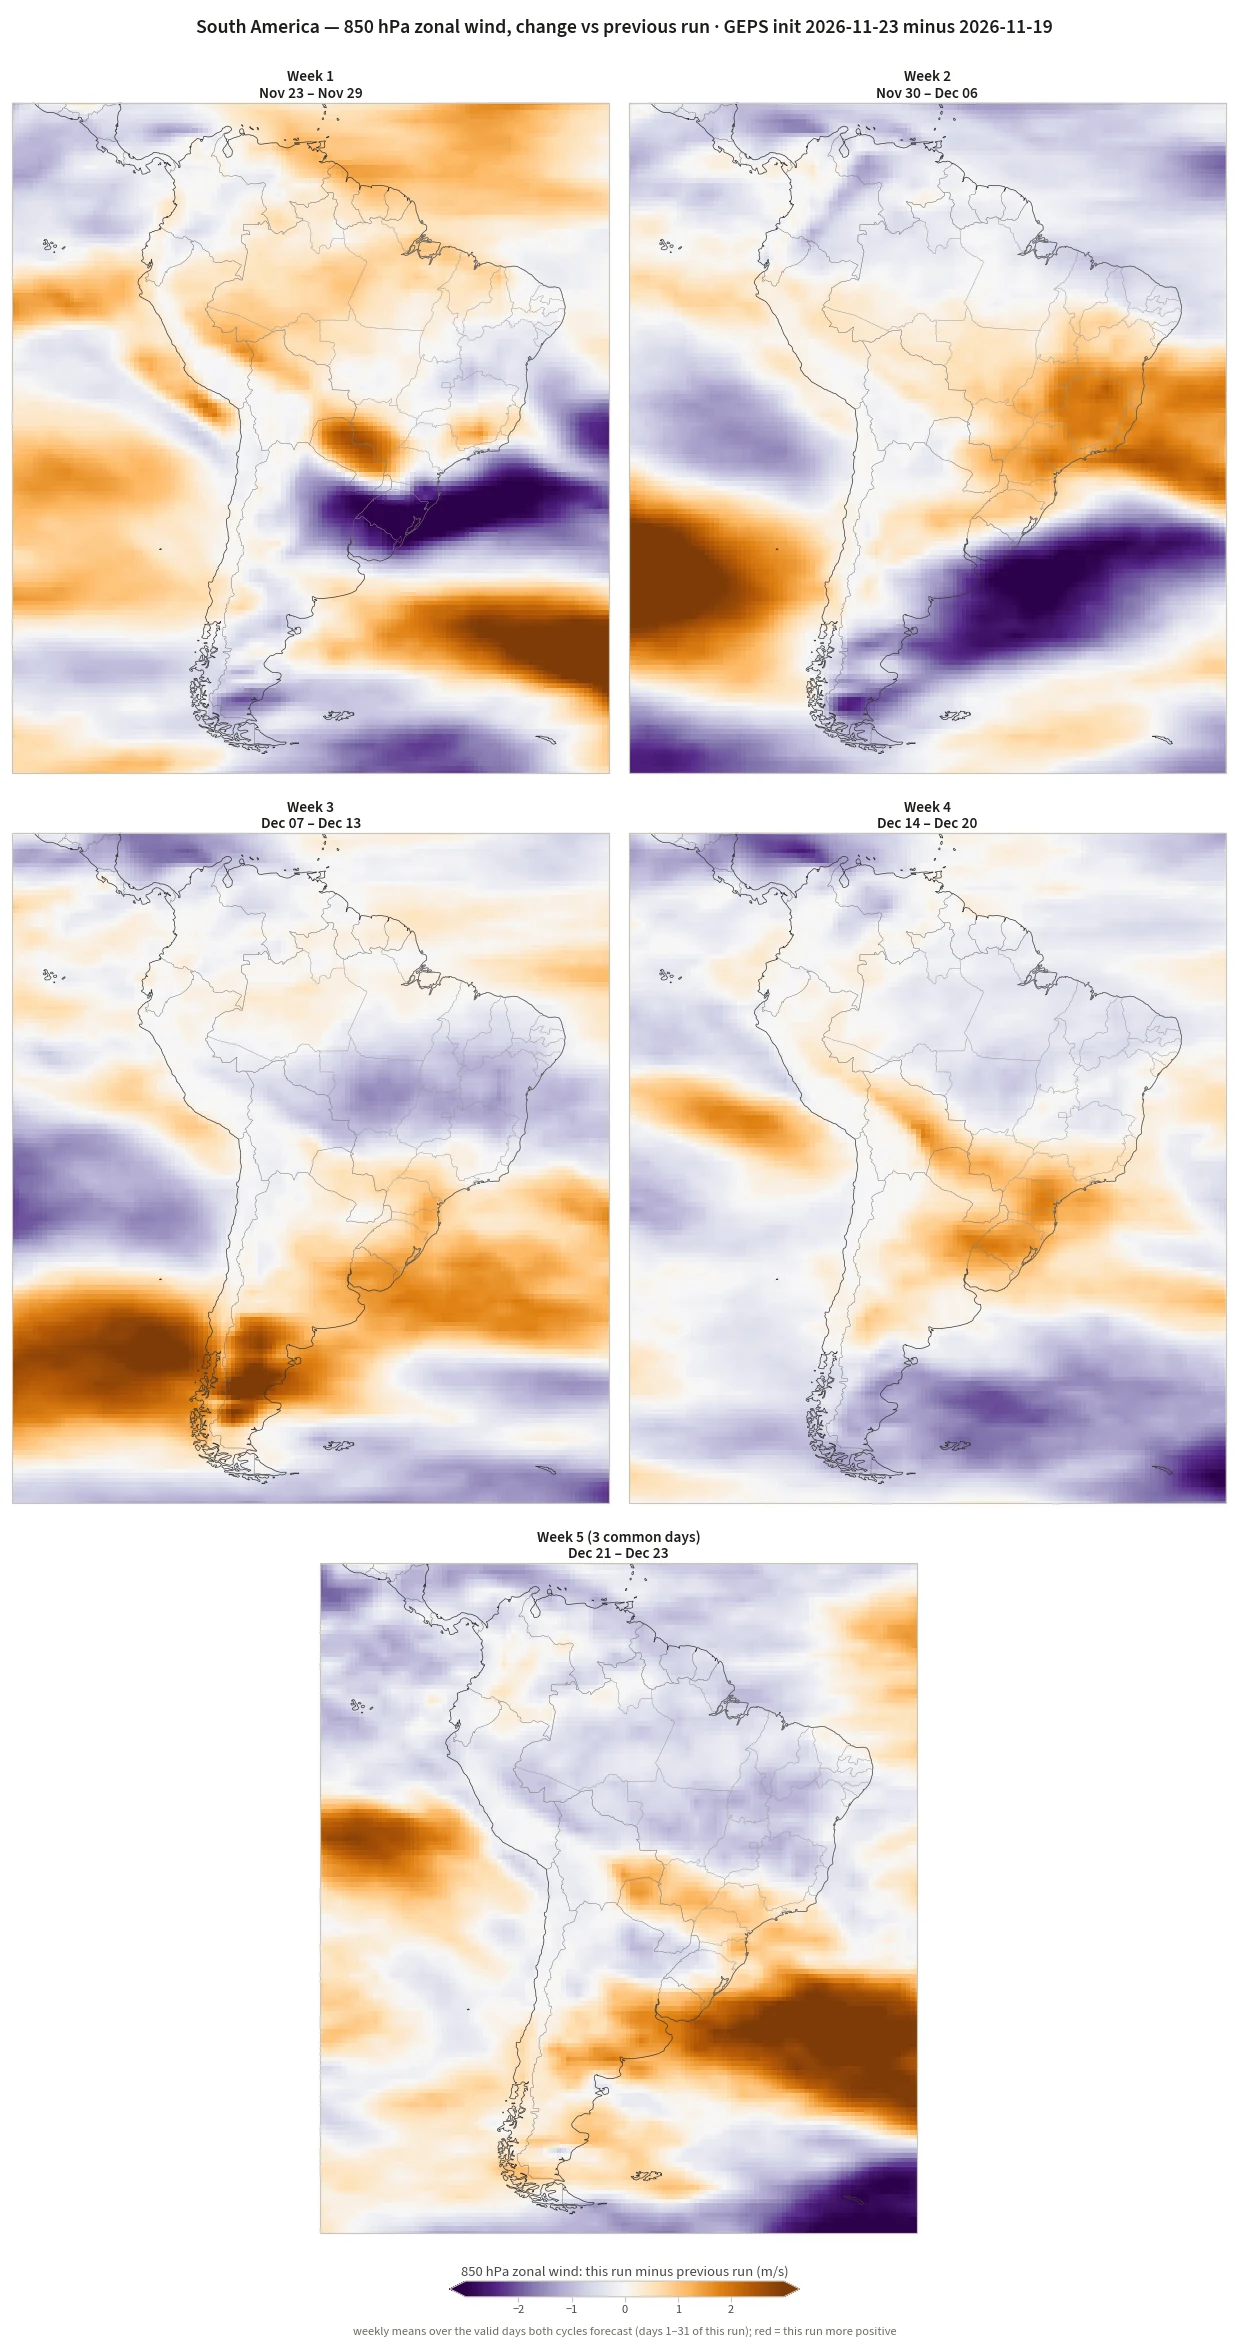 South America — 850 hPa zonal wind, change vs previous run · GEPS init 2026-11-23 minus 2026-11-19
Week 1
Nov 23 – Nov 29
Week 2
Nov 30 – Dec 06
Week 3
Dec 07 – Dec 13
Week 4
Dec 14 – Dec 20
Week 5 (3 common days)
Dec 21 – Dec 23
850 hPa zonal wind: this run minus previous run (m/s)
−2 −1 0 1 2
weekly means over the valid days both cycles forecast (days 1–31 of this run); red = this run more positive